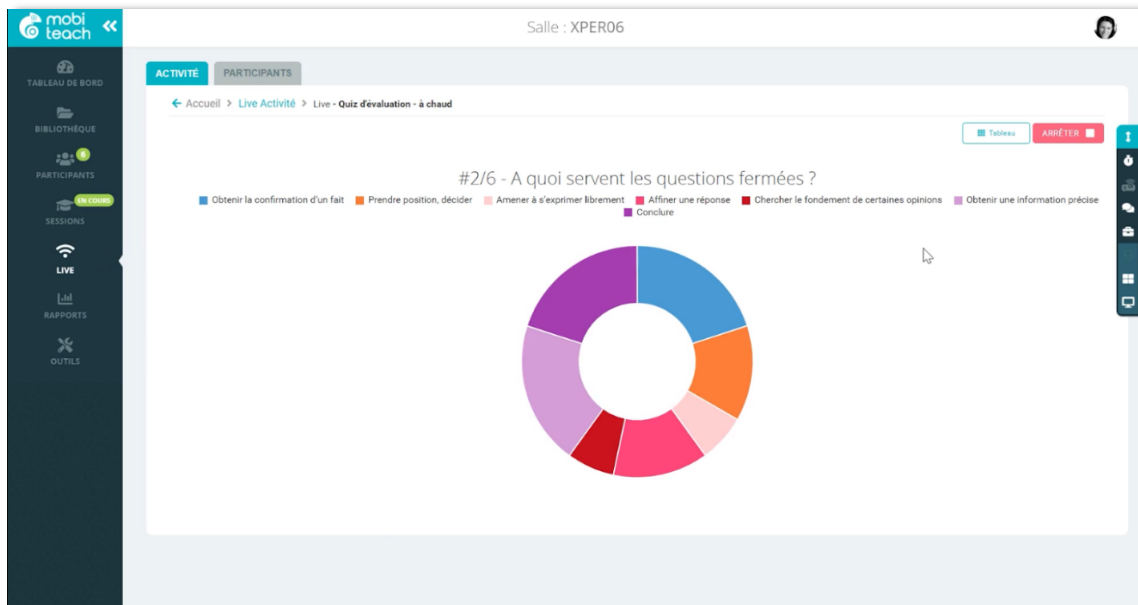 mobi
teach
Salle : XPER06
TABLEAU DE BORD
BIBLIOTHÈQUE
6
PARTICIPANTS
EN COURS
SESSIONS
LIVE
RAPPORTS
OUTILS
ACTIVITÉ PARTICIPANTS
Accueil > Live Activité > Live - Quiz d'évaluation - à chaud
Tableau ARRÊTER
#2/6 - A quoi servent les questions fermées ?
Obtenir la confirmation d'un fait Prendre position, décider Amener à s'exprimer librement Affiner une réponse Chercher le fondement de certaines opinions Obtenir une information précise
Conclure